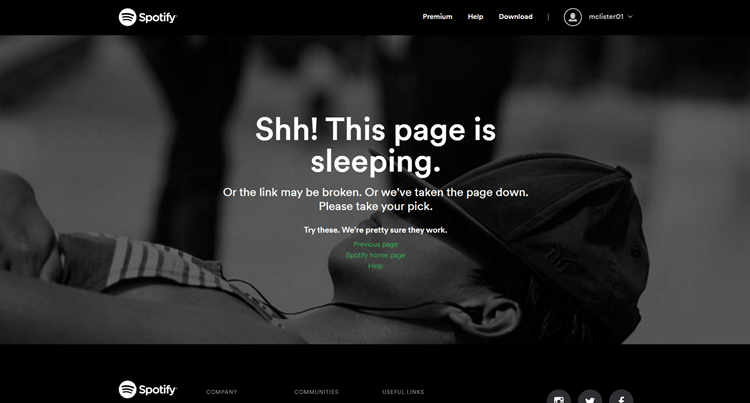 Spotify
Premium Help Download | mclister01
Shh! This page is
sleeping.
Or the link may be broken. Or we've taken the page down.
Please take your pick.
Try these. We're pretty sure they work.
Previous page
Spotify home page
Help
Spotify
COMPANY COMMUNITIES USEFUL LINKS